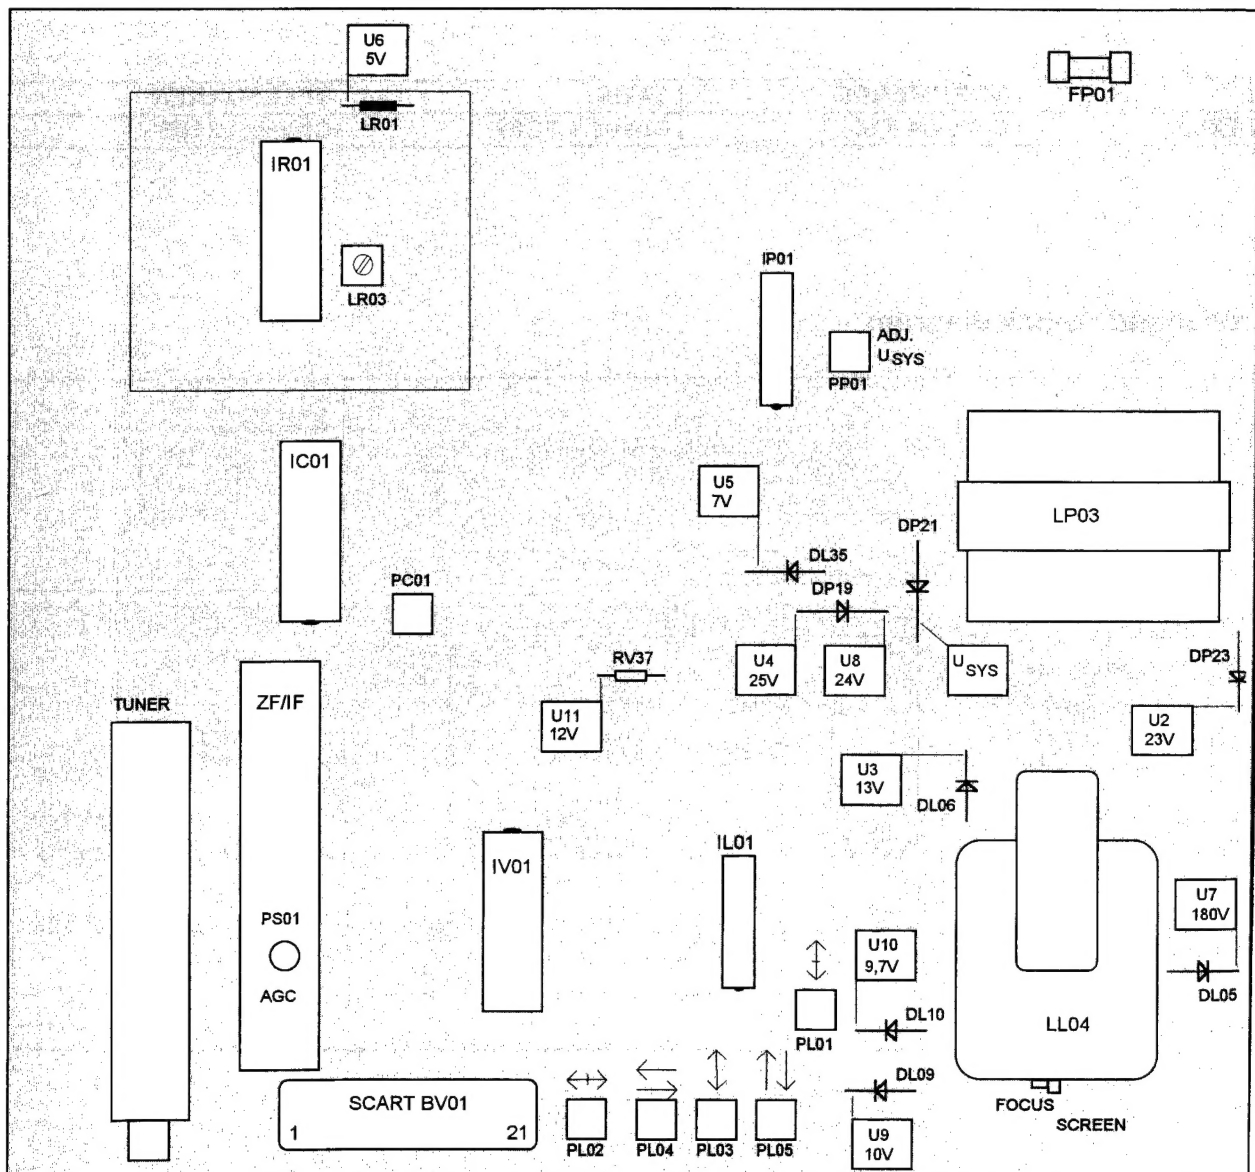 U6
5V
FP01
LR01
IR01
LR03
IP01
ADJ.
USYS
PP01
IC01
U5
7V
DP21
LP03
DL35
PC01
DP19
RV37
U4
25V
U8
24V
USYS
DP23
TUNER
ZF/IF
U11
12V
U2
23V
U3
13V
DL06
IV01
IL01
U7
180V
PS01
U10
9,7V
AGC
DL05
DL10
LL04
PL01
DL09
SCART BV01
1 21
FOCUS
SCREEN
PL02
PL04
PL03
PL05
U9
10V